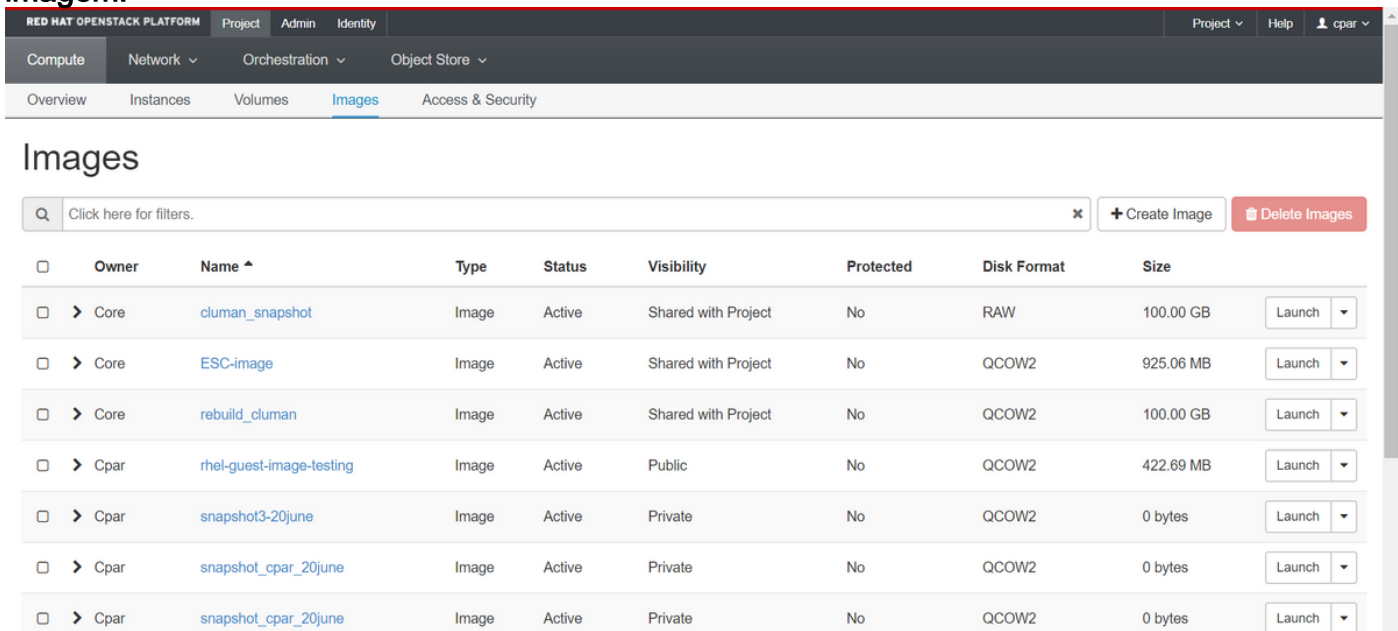 imagem.
RED HAT OPENSTACK PLATFORM Project Admin Identity Project Help cpar
Compute Network Orchestration Object Store
Overview Instances Volumes Images Access & Security
Images
Click here for filters. + Create Image Delete Images
Owner Name Type Status Visibility Protected Disk Format Size
Core cluman_snapshot Image Active Shared with Project No RAW 100.00 GB Launch
Core ESC-image Image Active Shared with Project No QCOW2 925.06 MB Launch
Core rebuild_cluman Image Active Shared with Project No QCOW2 100.00 GB Launch
Cpar rhel-guest-image-testing Image Active Public No QCOW2 422.69 MB Launch
Cpar snapshot3-20june Image Active Private No QCOW2 0 bytes Launch
Cpar snapshot_cpar_20june Image Active Private No QCOW2 0 bytes Launch
Cpar snapshot_cpar_20june Image Active Private No QCOW2 0 bytes Launch